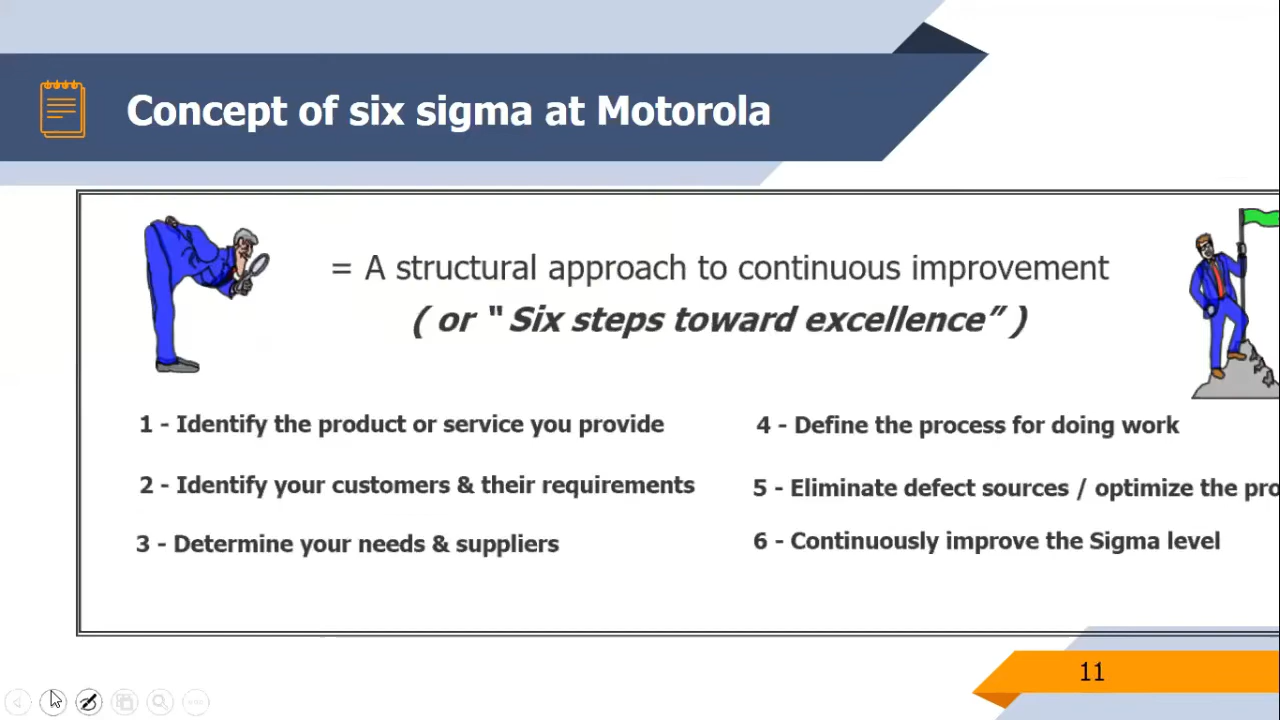 Concept of six sigma at Motorola
= A structural approach to continuous improvement
( or “ Six steps toward excellence” )
1 - Identify the product or service you provide
2 - Identify your customers & their requirements
3 - Determine your needs & suppliers
4 - Define the process for doing work
5 - Eliminate defect sources / optimize the pro
6 - Continuously improve the Sigma level
11